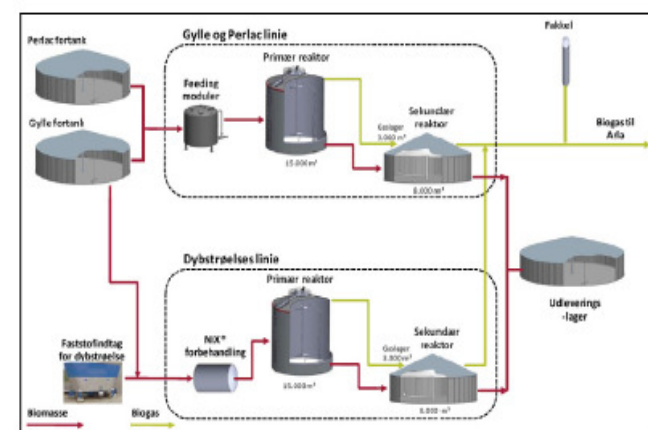 Gylle og Perlac linie
Fakkel
Perlac fortank
Primær reaktor
Feeding
moduler
Sekundær
reaktor
Gylle fortank
Gaslager
3.000 m³
Biogas til
Arla
15.000 m³
8.000 m³
Dybstrøelses linie
Primær reaktor
Udleverings
-lager
NiX®
forbehandling
Sekundær
reaktor
Faststofindtag
for dybstrøelse
Gaslager
3.000 m³
15.000 m³
8.000 m³
Biomasse
Biogas